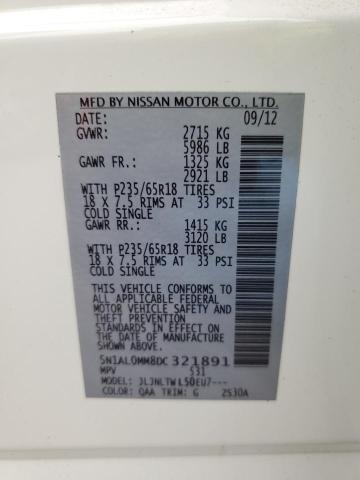 MFD BY NISSAN MOTOR CO., LTD.
DATE: 09/12
GVWR: 2715 KG
5986 LB
GAWR FR.: 1325 KG
2921 LB
WITH P235/65R18 TIRES
18 X 7.5 RIMS AT 33 PSI
COLD SINGLE
GAWR RR.: 1415 KG
3120 LB
WITH P235/65R18 TIRES
18 X 7.5 RIMS AT 33 PSI
COLD SINGLE
THIS VEHICLE CONFORMS TO
ALL APPLICABLE FEDERAL
MOTOR VEHICLE SAFETY
AND THEFT PREVENTION
STANDARDS IN EFFECT ON
THE DATE OF MANUFACTURE
SHOWN ABOVE.
5N1AL0MM8DC 321891
MPV S31
MODEL: JLJNLTWL50EU7---
COLOR: QAA TRIM: G 2S30A